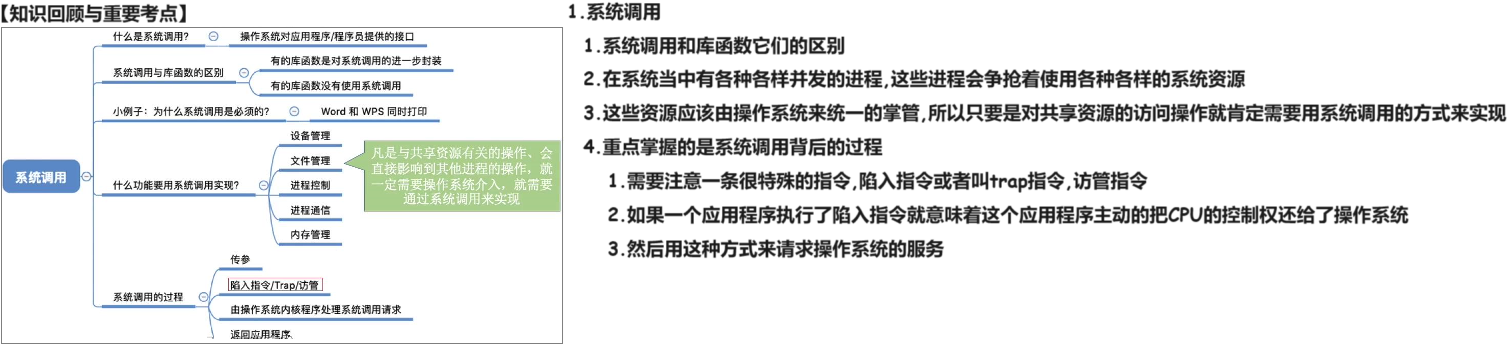 【知识回顾与重要考点】
什么是系统调用?
操作系统对应用程序/程序员提供的接口
系统调用与库函数的区别
有的库函数是对系统调用的进一步封装
有的库函数没有使用系统调用
小例子：为什么系统调用是必须的?
Word 和 WPS 同时打印
系统调用
什么功能要用系统调用实现?
设备管理
文件管理
进程控制
进程通信
内存管理
凡是与共享资源有关的操作、会
直接影响到其他进程的操作，就
一定需要操作系统介入，就需要
通过系统调用来实现
系统调用的过程
传参
陷入指令/Trap/访管
由操作系统内核程序处理系统调用请求
返回应用程序
1.系统调用
1.系统调用和库函数它们的区别
2.在系统当中有各种各样并发的进程,这些进程会争抢着使用各种各样的系统资源
3.这些资源应该由操作系统来统一的掌管,所以只要是对共享资源的访问操作就肯定需要用系统调用的方式来实现
4.重点掌握的是系统调用背后的过程
1.需要注意一条很特殊的指令,陷入指令或者叫trap指令,访管指令
2.如果一个应用程序执行了陷入指令就意味着这个应用程序主动的把CPU的控制权还给了操作系统
3.然后用这种方式来请求操作系统的服务